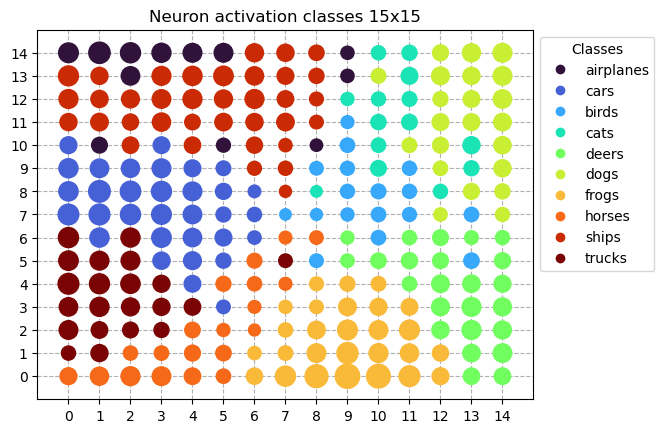 Neuron activation classes 15x15
14
13
12
11
10
9
8
7
6
5
4
3
2
1
0
0 1 2 3 4 5 6 7 8 9 10 11 12 13 14
Classes
airplanes
cars
birds
cats
deers
dogs
frogs
horses
ships
trucks